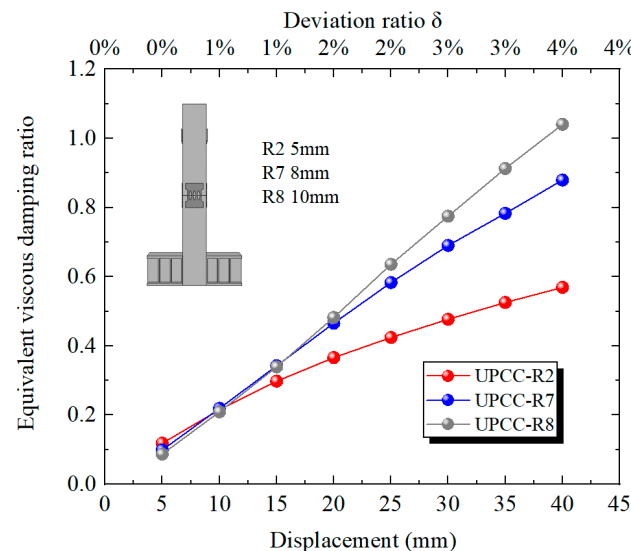 Deviation ratio δ
0% 0% 1% 1% 2% 2% 3% 3% 4% 4%
1.2
1.0
0.8
0.6
0.4
0.2
0.0
Equivalent viscous damping ratio
R2 5mm
R7 8mm
R8 10mm
UPCC-R2
UPCC-R7
UPCC-R8
0 5 10 15 20 25 30 35 40 45
Displacement (mm)